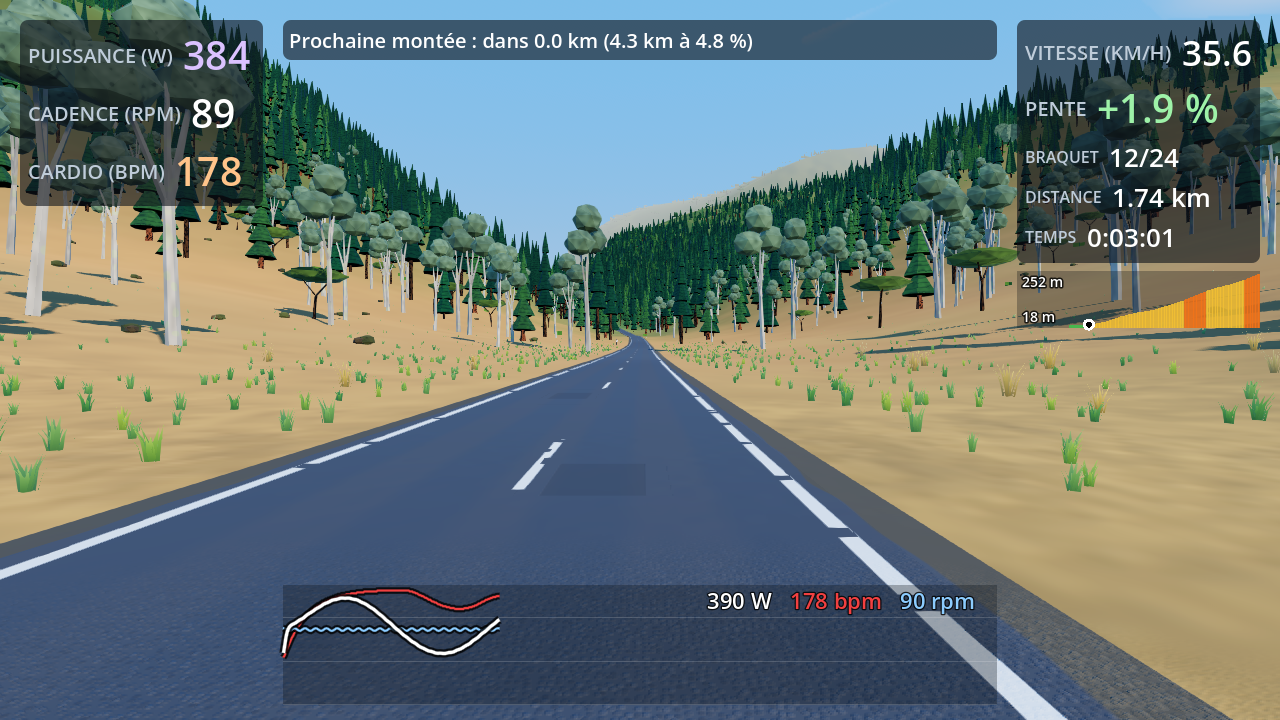 PUISSANCE (W) 384
CADENCE (RPM) 89
CARDIO (BPM) 178
Prochaine montée : dans 0.0 km (4.3 km à 4.8 %)
VITESSE (KM/H) 35.6
PENTE +1.9 %
BRAQUET 12/24
DISTANCE 1.74 km
TEMPS 0:03:01
252 m
18 m
390 W 178 bpm 90 rpm